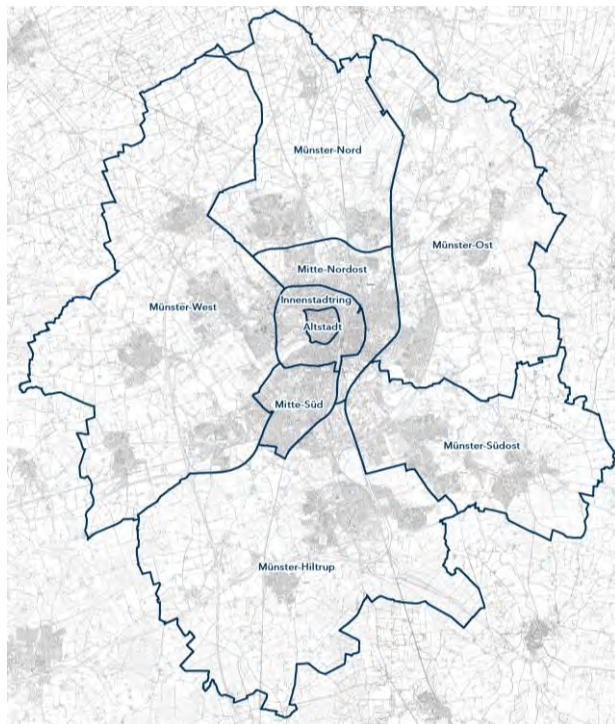 Münster-Nord
Münster-Ost
Mitte-Nordost
Innenstadtring
Münster-West
Altstadt
Mitte-Süd
Münster-Südost
Münster-Hiltrup